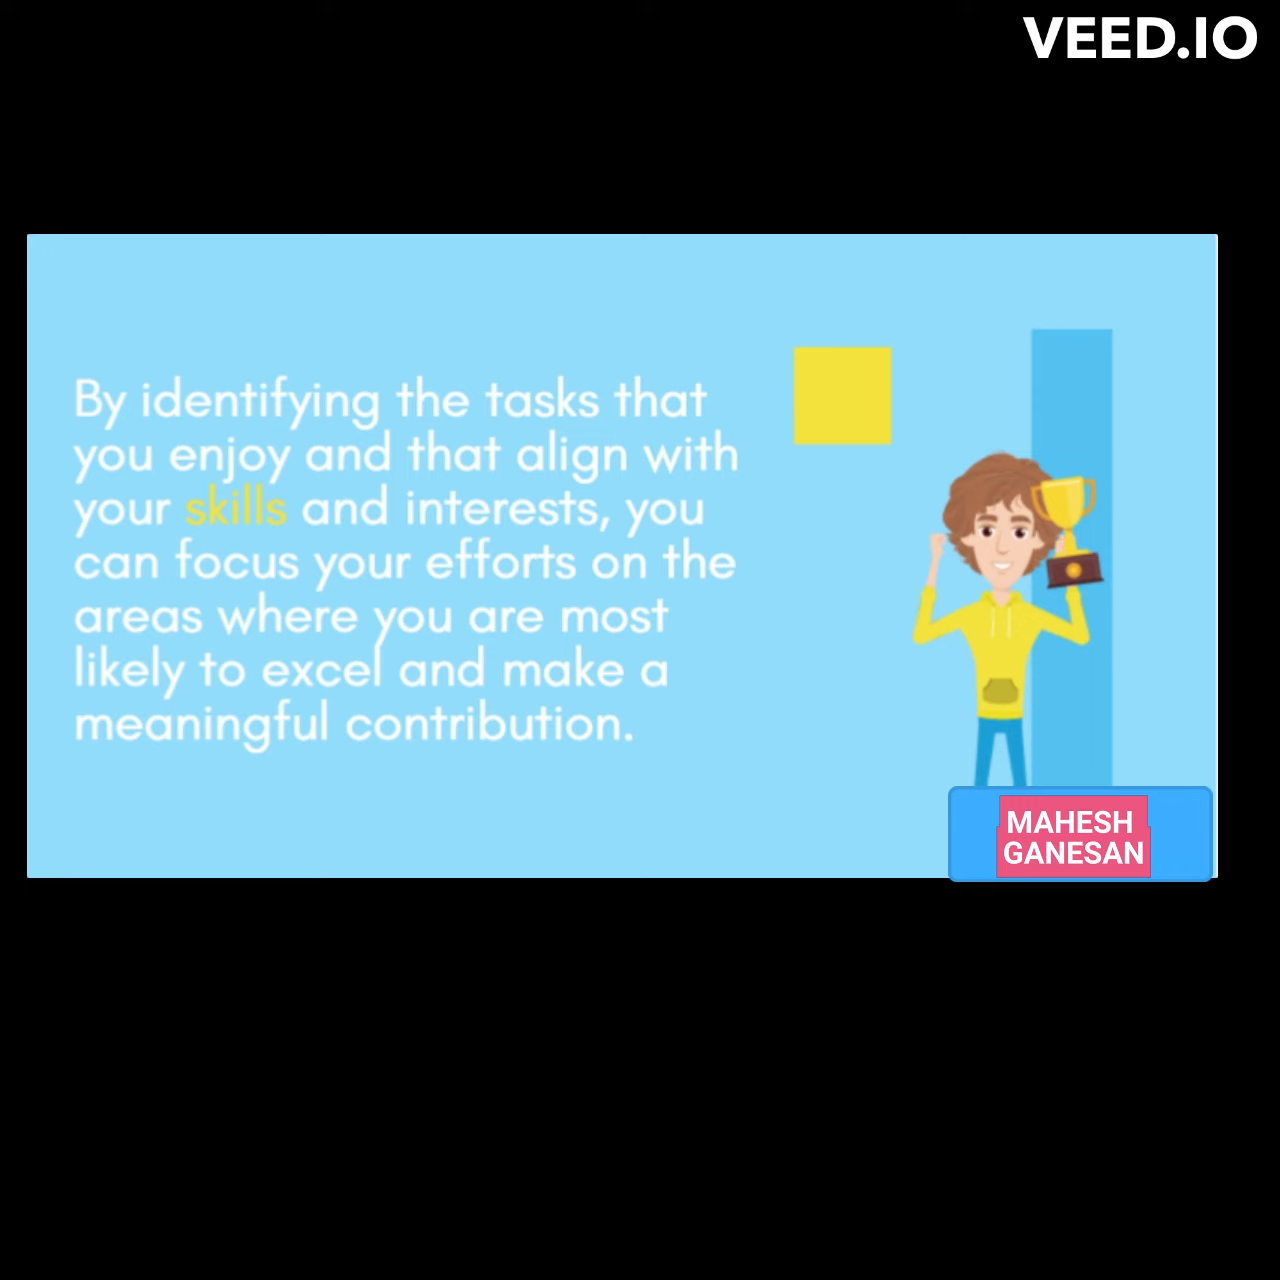 VEED.IO
By identifying the tasks that
you enjoy and that align with
your skills and interests, you
can focus your efforts on the
areas where you are most
likely to excel and make a
meaningful contribution.
MAHESH
GANESAN